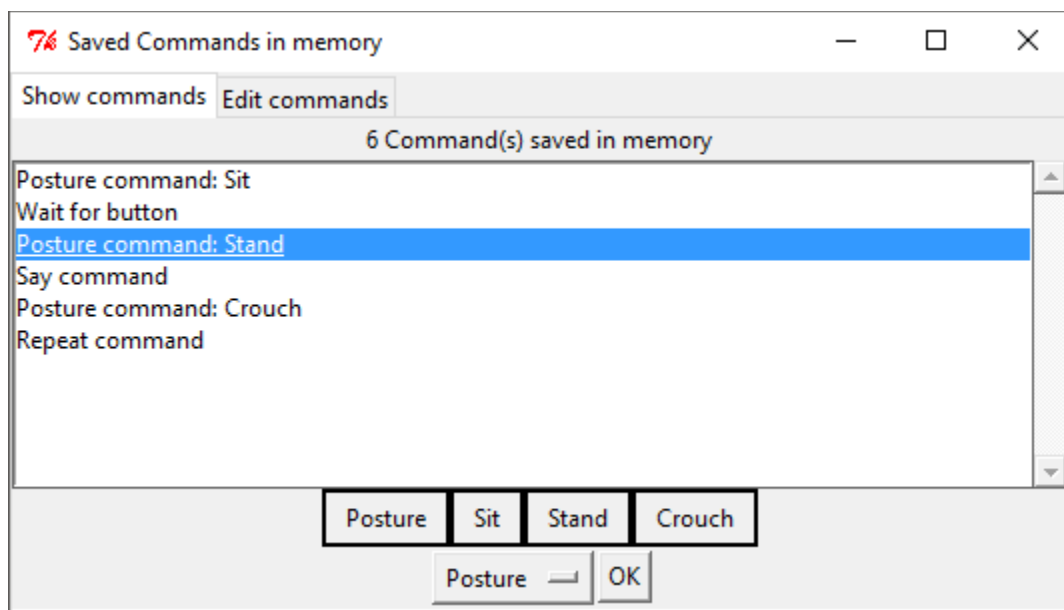 Saved Commands in memory
Show commands Edit commands
6 Command(s) saved in memory
Posture command: Sit
Wait for button
Posture command: Stand
Say command
Posture command: Crouch
Repeat command
Posture Sit Stand Crouch
Posture OK